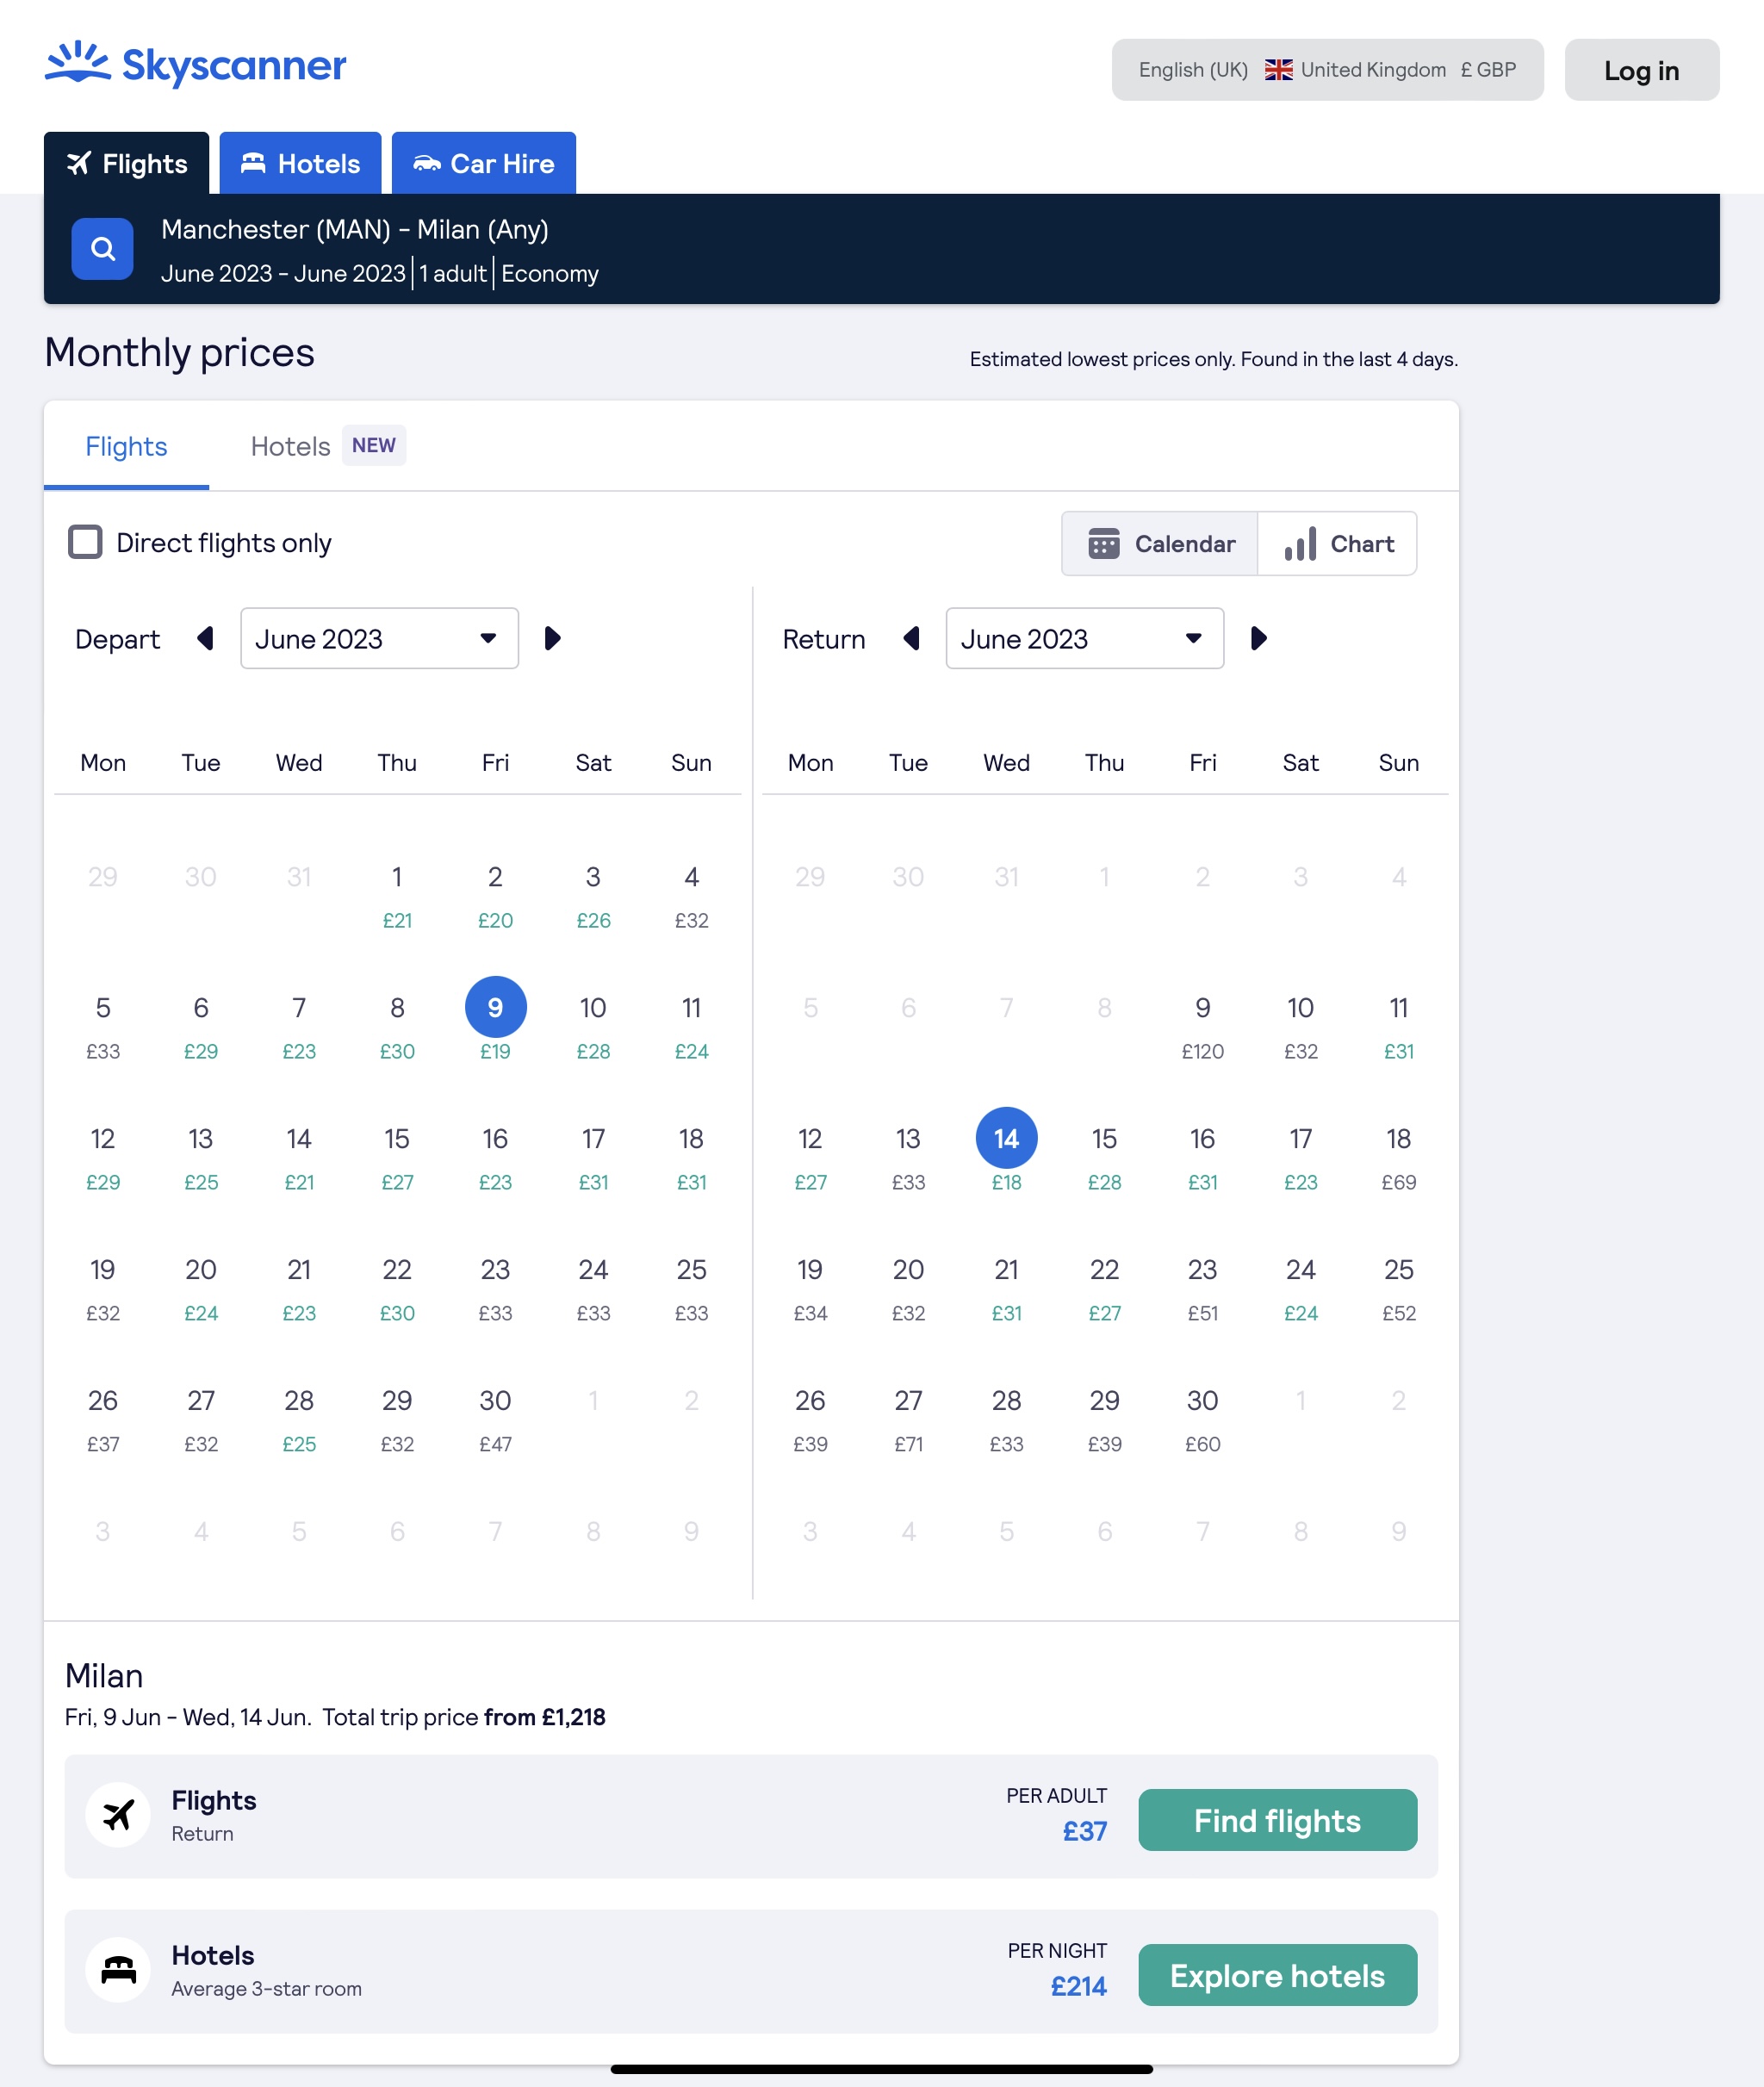 Skyscanner
English (UK) United Kingdom £ GBP
Log in
Flights Hotels Car Hire
Manchester (MAN) - Milan (Any)
June 2023 - June 2023 1 adult Economy
Monthly prices
Estimated lowest prices only. Found in the last 4 days.
Flights Hotels NEW
Direct flights only
Calendar Chart
Depart June 2023
Return June 2023
Mon Tue Wed Thu Fri Sat Sun
29 30 31 1 2 3 4
£21 £20 £26 £32
5 6 7 8 9 10 11
£33 £29 £23 £30 £19 £28 £24
12 13 14 15 16 17 18
£29 £25 £21 £27 £23 £31 £31
19 20 21 22 23 24 25
£32 £24 £23 £30 £33 £33 £33
26 27 28 29 30 1 2
£37 £32 £25 £32 £47
3 4 5 6 7 8 9
Mon Tue Wed Thu Fri Sat Sun
29 30 31 1 2 3 4
5 6 7 8 9 10 11
£120 £32 £31
12 13 14 15 16 17 18
£27 £33 £18 £28 £31 £23 £69
19 20 21 22 23 24 25
£34 £32 £31 £27 £51 £24 £52
26 27 28 29 30 1 2
£39 £71 £33 £39 £60
3 4 5 6 7 8 9
Milan
Fri, 9 Jun - Wed, 14 Jun. Total trip price from £1,218
Flights
Return
PER ADULT
£37
Find flights
Hotels
Average 3-star room
PER NIGHT
£214
Explore hotels